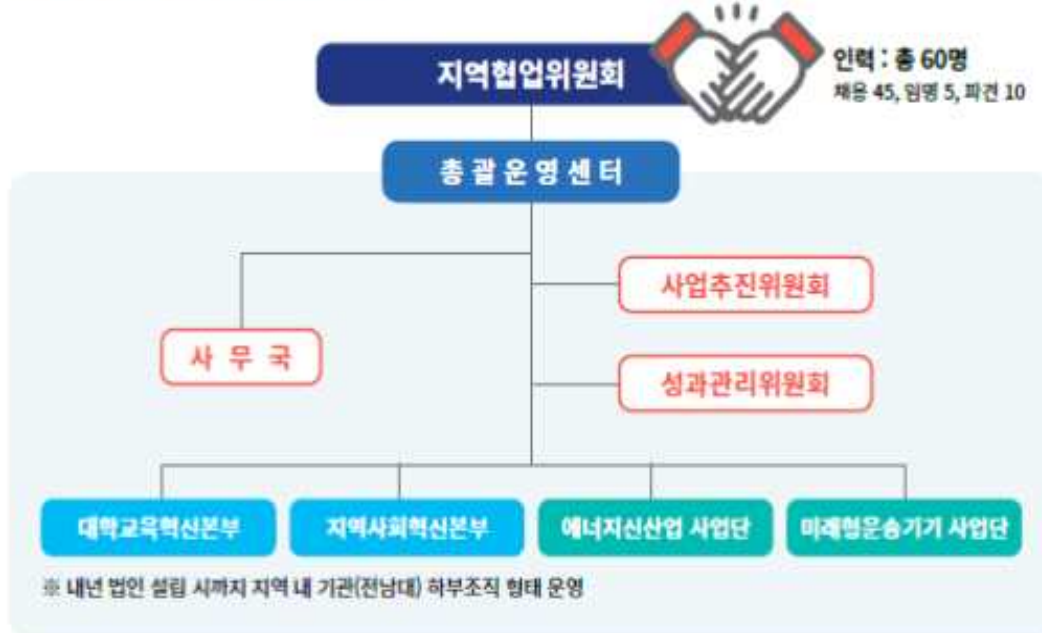 지역협업위원회
인력 : 총 60명
채용 45, 임명 5, 파견 10
총 괄 운 영 센 터
사업추진위원회
사 무 국
성과관리위원회
대학교육혁신본부
지역사회혁신본부
에너지신산업 사업단
미래형운송기기 사업단
※ 내년 법인 설립 시까지 지역 내 기관(전남대) 하부조직 형태 운영